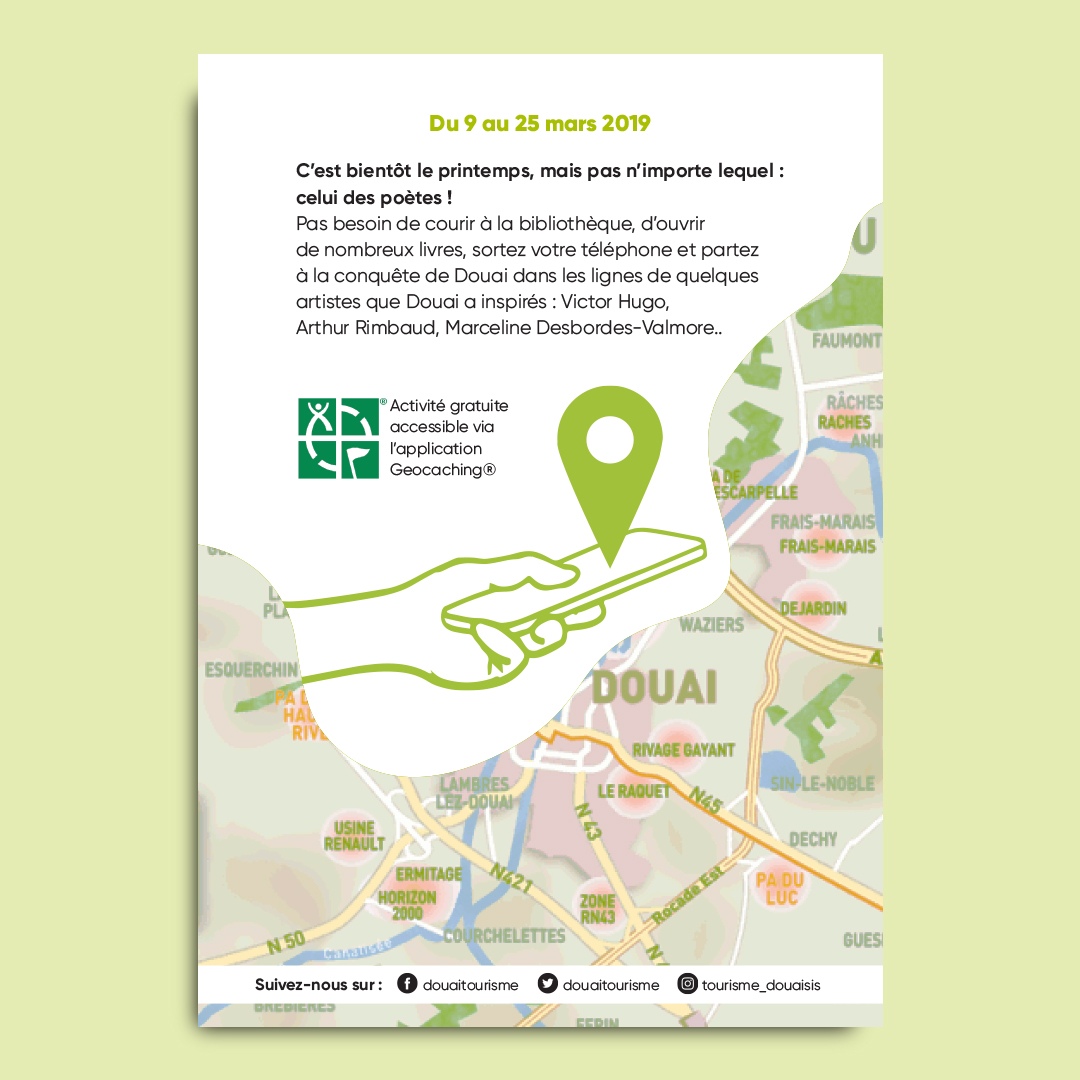 Du 9 au 25 mars 2019
C’est bientôt le printemps, mais pas n’importe lequel :
celui des poètes !
Pas besoin de courir à la bibliothèque, d’ouvrir
de nombreux livres, sortez votre téléphone et partez
à la conquête de Douai dans les lignes de quelques
artistes que Douai a inspirés : Victor Hugo,
Arthur Rimbaud, Marceline Desbordes-Valmore..
® Activité gratuite
accessible via
l’application
Geocaching®
FAUMONT
RÂCHES
RACHES
ESCARPELLE
FRAIS-MARAIS
FRAIS-MARAIS
DEJARDIN
WAZIERS
ESQUERCHIN
DOUAI
RIVAGE GAYANT
SIN-LE-NOBLE
LE RAQUET
N45
LAMBRES
LEZ-DOUAI
N 43
USINE
RENAULT
DECHY
ERMITAGE
N421
HORIZON
2000
ZONE
RN43
PA DU
LUC
Rocade Est
N 50
COURCHELETTES
Suivez-nous sur :
douaitourisme
douaitourisme
tourisme_douaisis
BREBIERES